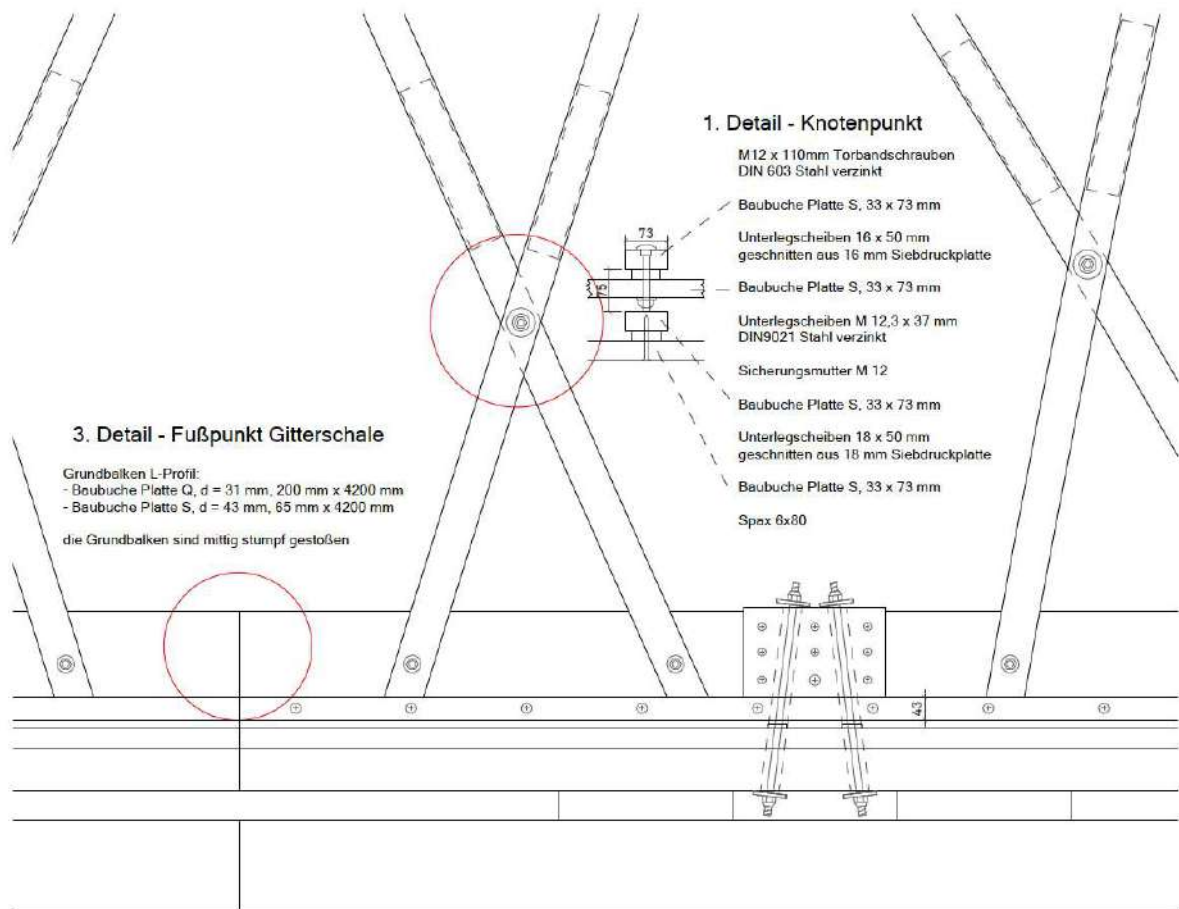 1. Detail - Knotenpunkt
M12 x 110mm Torbandschrauben
DIN 603 Stahl verzinkt
Baubuche Platte S, 33 x 73 mm
73
Unterlegscheiben 16 x 50 mm
geschnitten aus 16 mm Siebdruckplatte
75
Baubuche Platte S, 33 x 73 mm
Unterlegscheiben M 12,3 x 37 mm
DIN9021 Stahl verzinkt
Sicherungsmutter M 12
Baubuche Platte S, 33 x 73 mm
Unterlegscheiben 18 x 50 mm
geschnitten aus 18 mm Siebdruckplatte
Baubuche Platte S, 33 x 73 mm
Spax 6x80
3. Detail - Fußpunkt Gitterschale
Grundbalken L-Profil:
- Baubuche Platte Q, d = 31 mm, 200 mm x 4200 mm
- Baubuche Platte S, d = 43 mm, 65 mm x 4200 mm
die Grundbalken sind mittig stumpf gestoßen
43